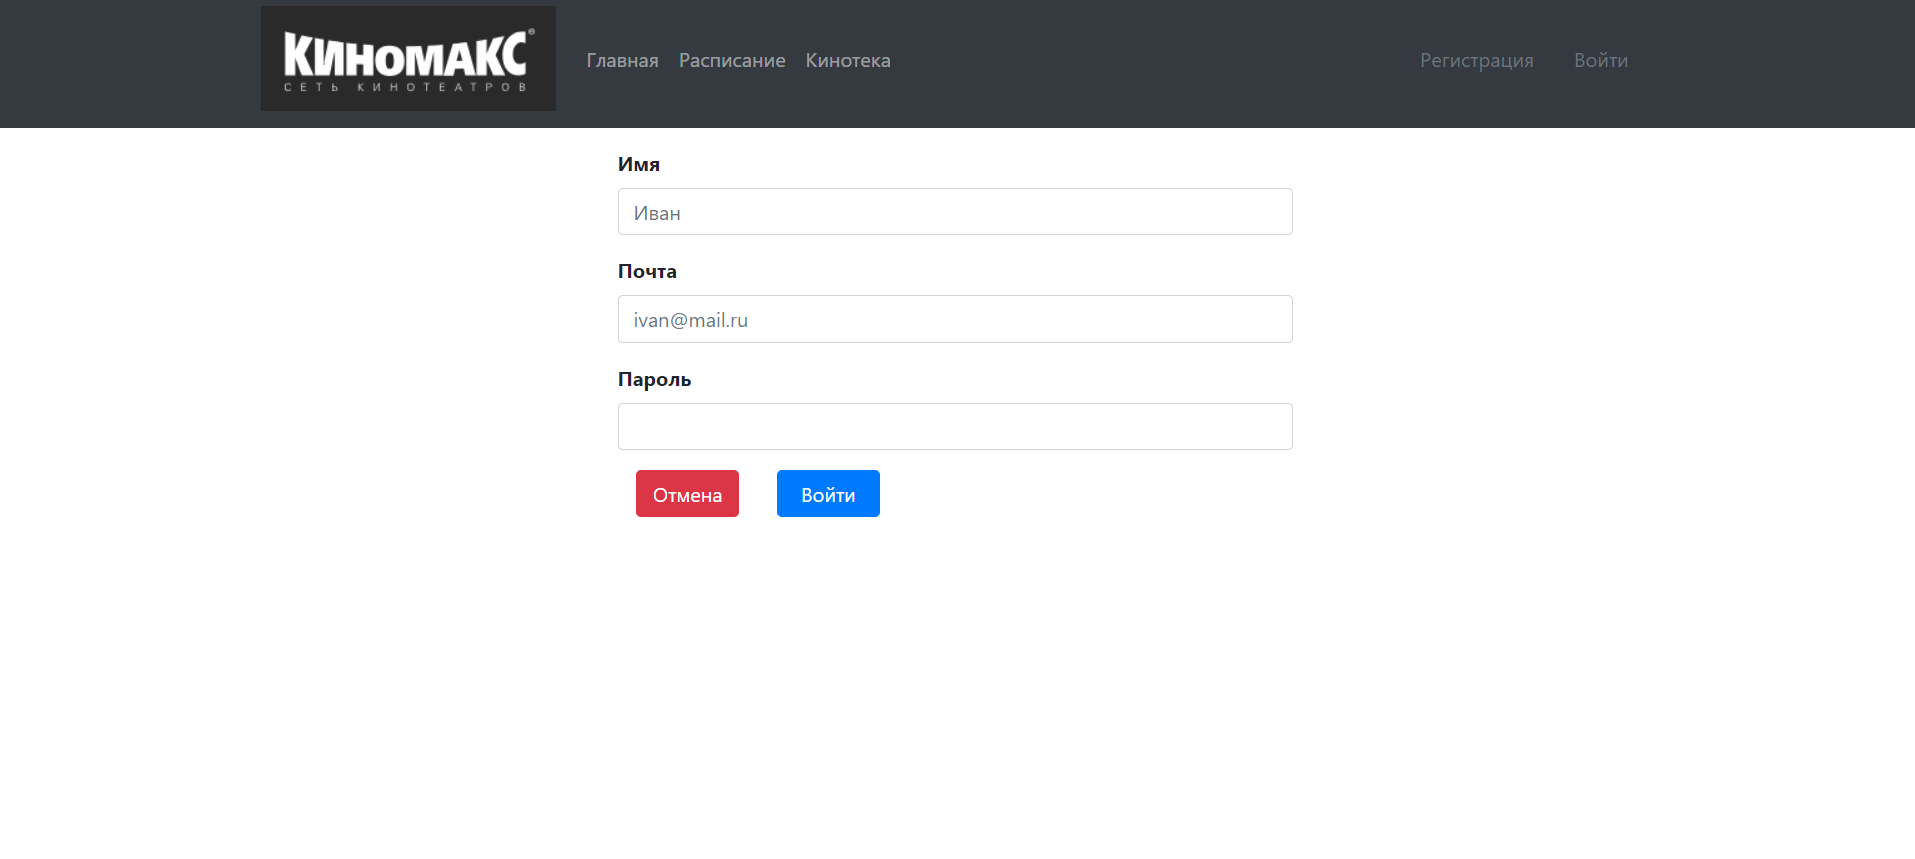 КИНОМАКС®
СЕТЬ КИНОТЕАТРОВ
Главная Расписание Кинотека
Регистрация Войти
Имя
Иван
Почта
ivan@mail.ru
Пароль
Отмена Войти